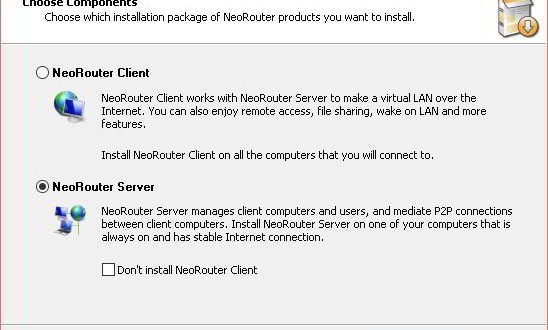 Choose Components
Choose which installation package of NeoRouter products you want to install.
NeoRouter Client
NeoRouter Client works with NeoRouter Server to make a virtual LAN over the
Internet. You can also enjoy remote access, file sharing, wake on LAN and more
features.
Install NeoRouter Client on all the computers that you will connect to.
NeoRouter Server
NeoRouter Server manages client computers and users, and mediate P2P connections
between client computers. Install NeoRouter Server on one of your computers that is
always on and has stable Internet connection.
Don't install NeoRouter Client